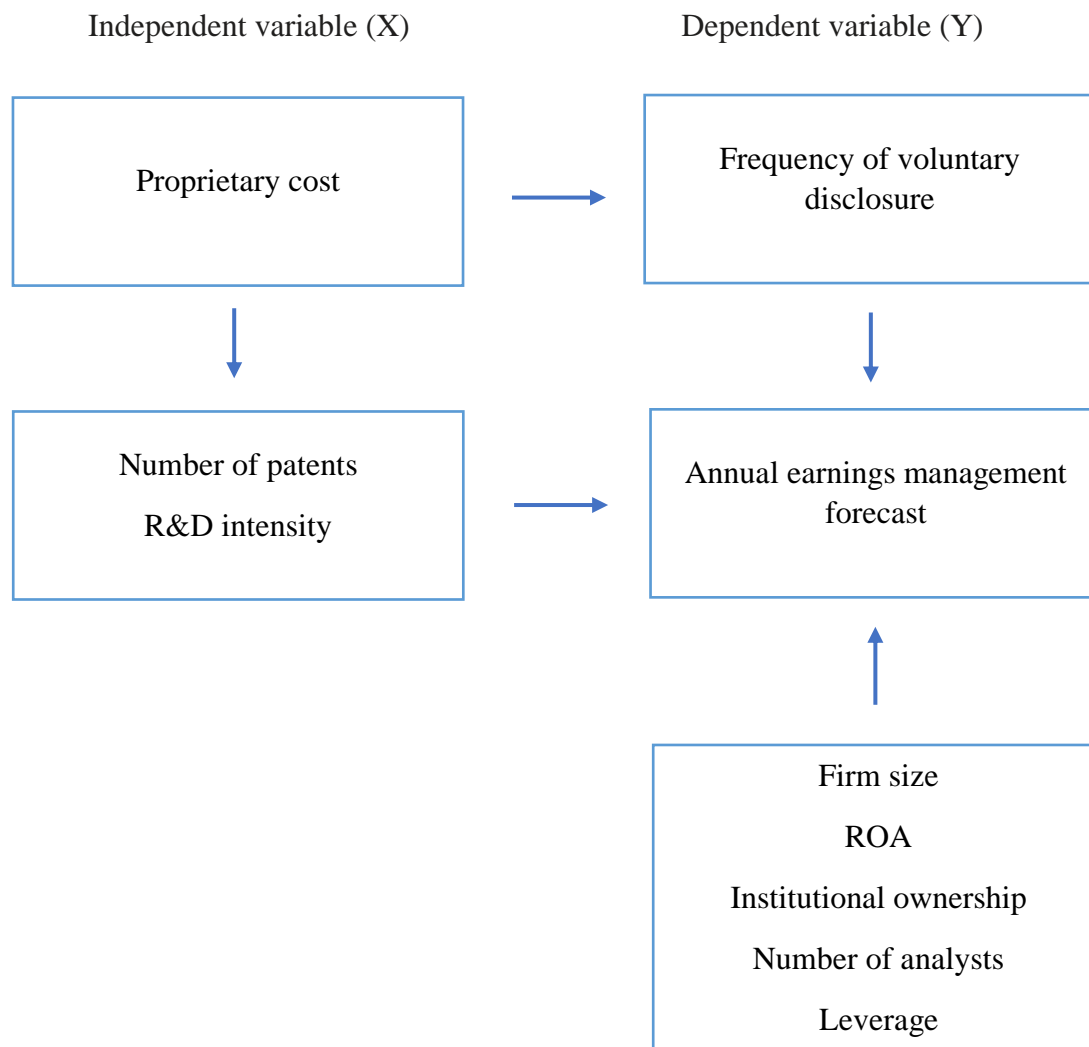 Independent variable (X)
Dependent variable (Y)
Proprietary cost
Frequency of voluntary
disclosure
Number of patents
R&D intensity
Annual earnings management
forecast
Firm size
ROA
Institutional ownership
Number of analysts
Leverage